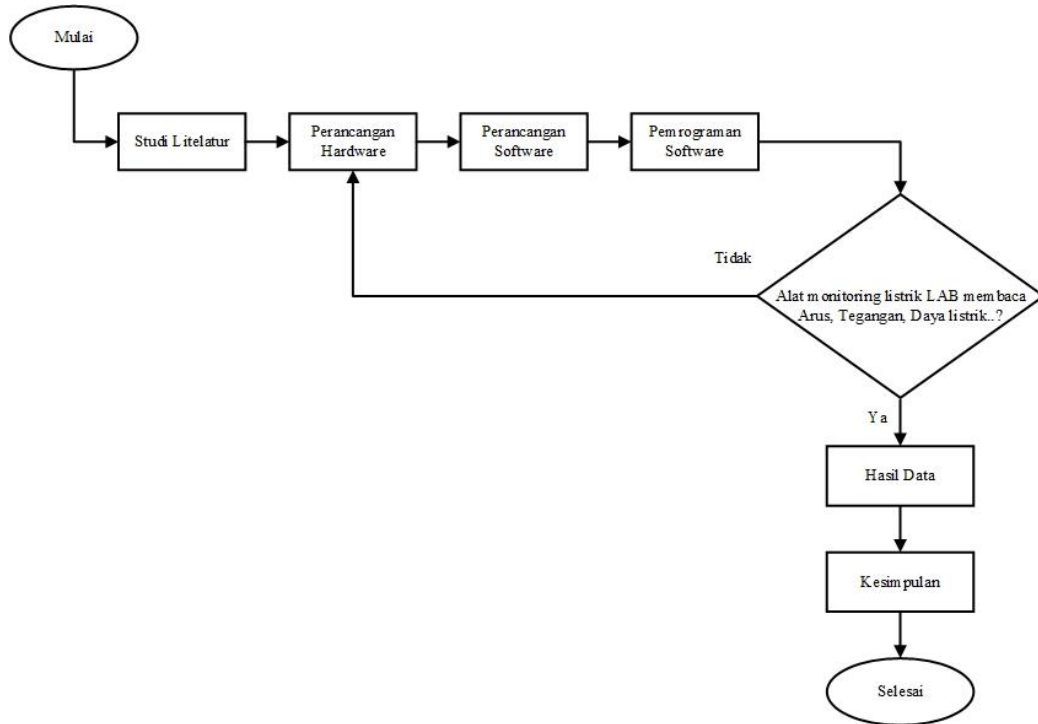 Mulai
Studi Litelatur
Perancangan
Hardware
Perancangan
Software
Pemrograman
Software
Tidak
Alat monitoring listrik LAB membaca
Arus, Tegangan, Daya listrik..?
Ya
Hasil Data
Kesimpulan
Selesai